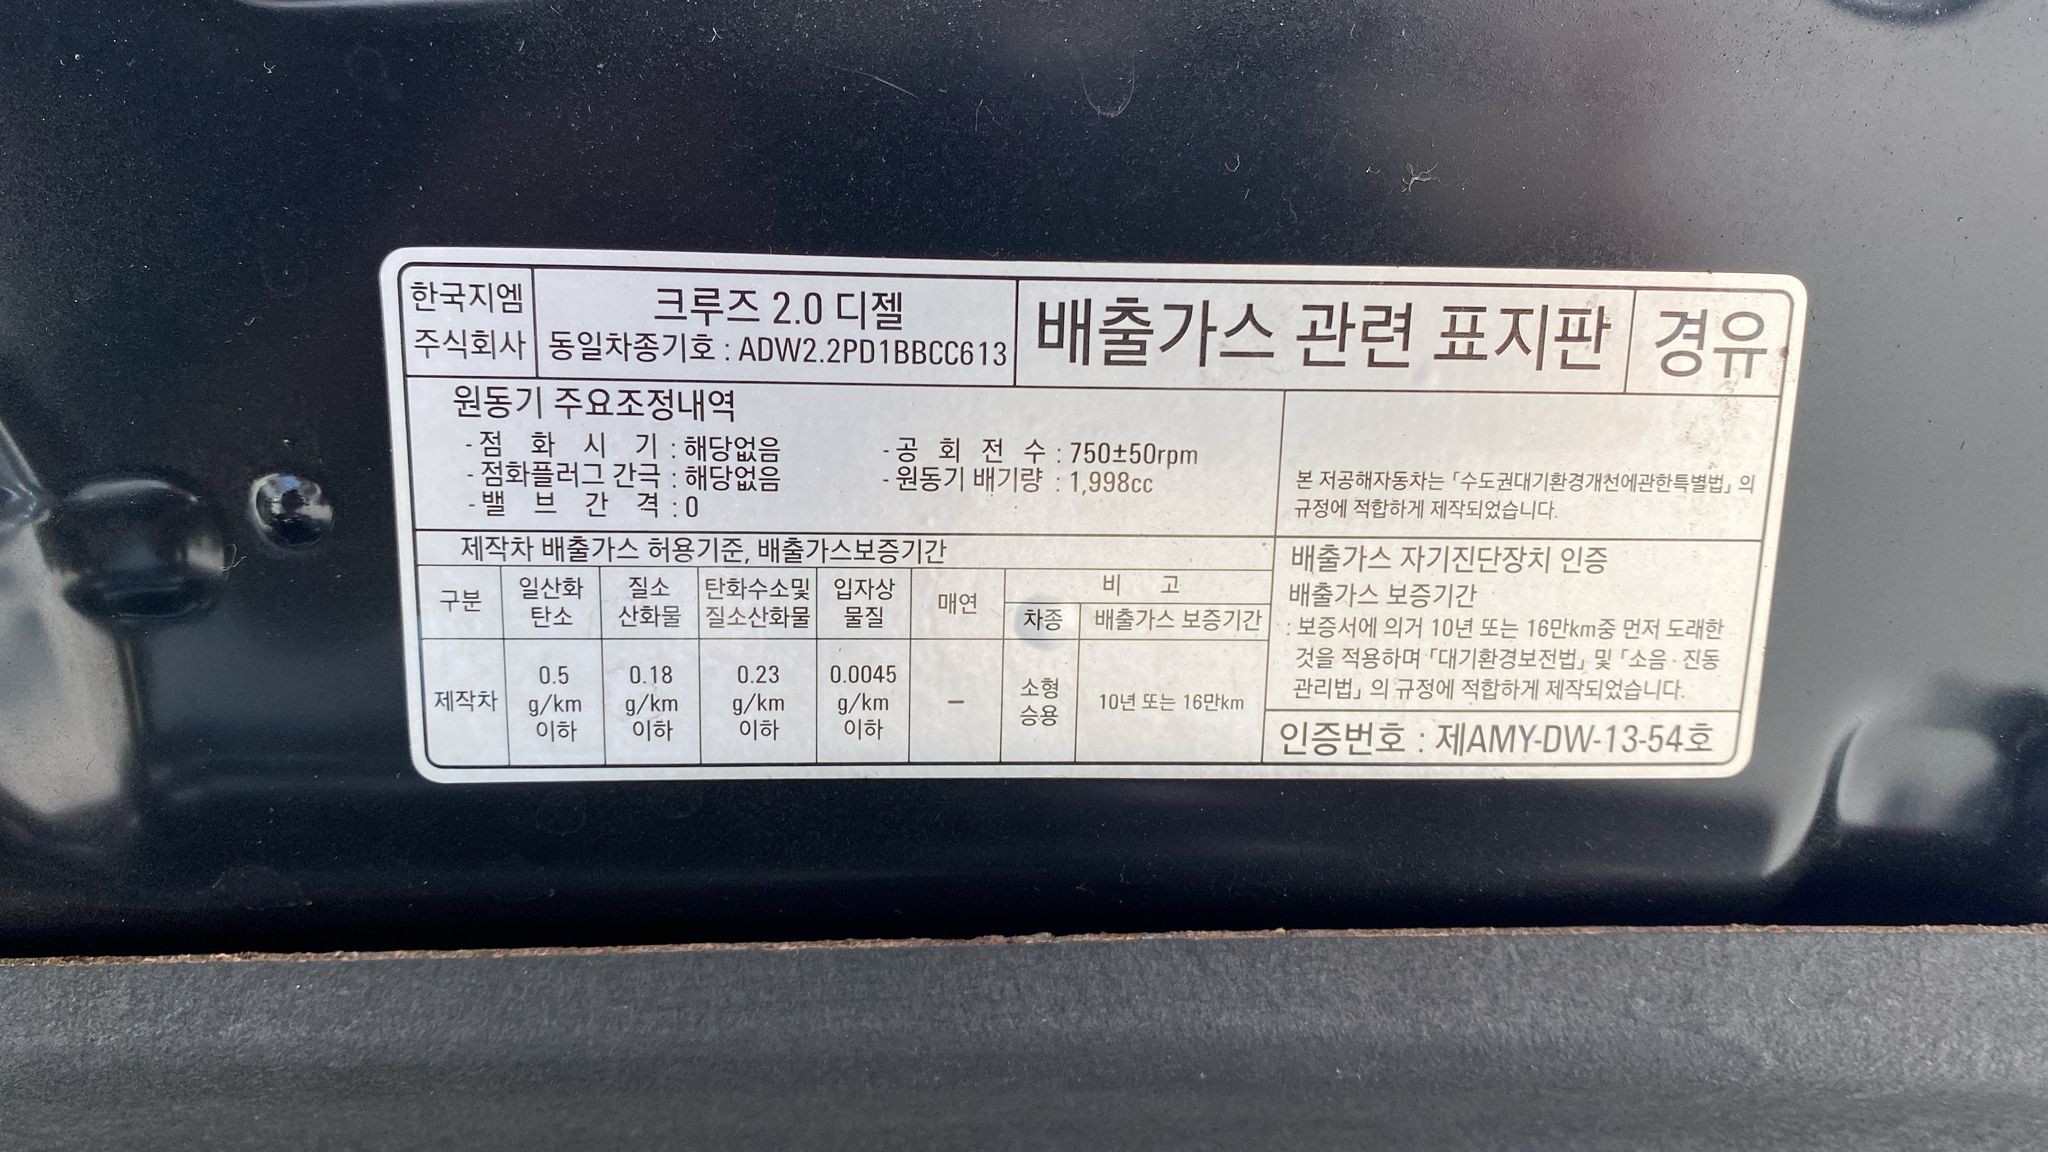 한국지엠
주식회사
크루즈 2.0 디젤
동일차종기호 : ADW2.2PD1BBCC613
배출가스 관련 표지판
경유
원동기 주요조정내역
- 점 화 시 기 : 해당없음
- 점화플러그 간극 : 해당없음
- 밸 브 간 격 : 0
- 공 회 전 수 : 750±50rpm
- 원동기 배기량 : 1,998cc
본 저공해자동차는 「수도권대기환경개선에관한특별법」의
규정에 적합하게 제작되었습니다.
제작차 배출가스 허용기준, 배출가스보증기간
구분
일산화
탄소
질소
산화물
탄화수소및
질소산화물
입자상
물질
매연
비 고
차종
배출가스 보증기간
제작차
0.5
g/km
이하
0.18
g/km
이하
0.23
g/km
이하
0.0045
g/km
이하
–
소형
승용
10년 또는 16만km
배출가스 자기진단장치 인증
배출가스 보증기간
: 보증서에 의거 10년 또는 16만km중 먼저 도래한
것을 적용하며 「대기환경보전법」 및 「소음·진동
관리법」의 규정에 적합하게 제작되었습니다.
인증번호 : 제AMY-DW-13-54호